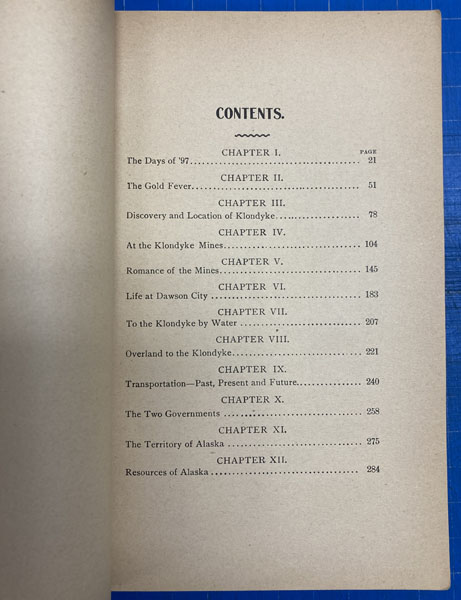 CONTENTS.
CHAPTER I.
PAGE
The Days of '97 21
CHAPTER II.
The Gold Fever 51
CHAPTER III.
Discovery and Location of Klondyke 78
CHAPTER IV.
At the Klondyke Mines 104
CHAPTER V.
Romance of the Mines 145
CHAPTER VI.
Life at Dawson City 183
CHAPTER VII.
To the Klondyke by Water 207
CHAPTER VIII.
Overland to the Klondyke 221
CHAPTER IX.
Transportation—Past, Present and Future 240
CHAPTER X.
The Two Governments 258
CHAPTER XI.
The Territory of Alaska 275
CHAPTER XII.
Resources of Alaska 284